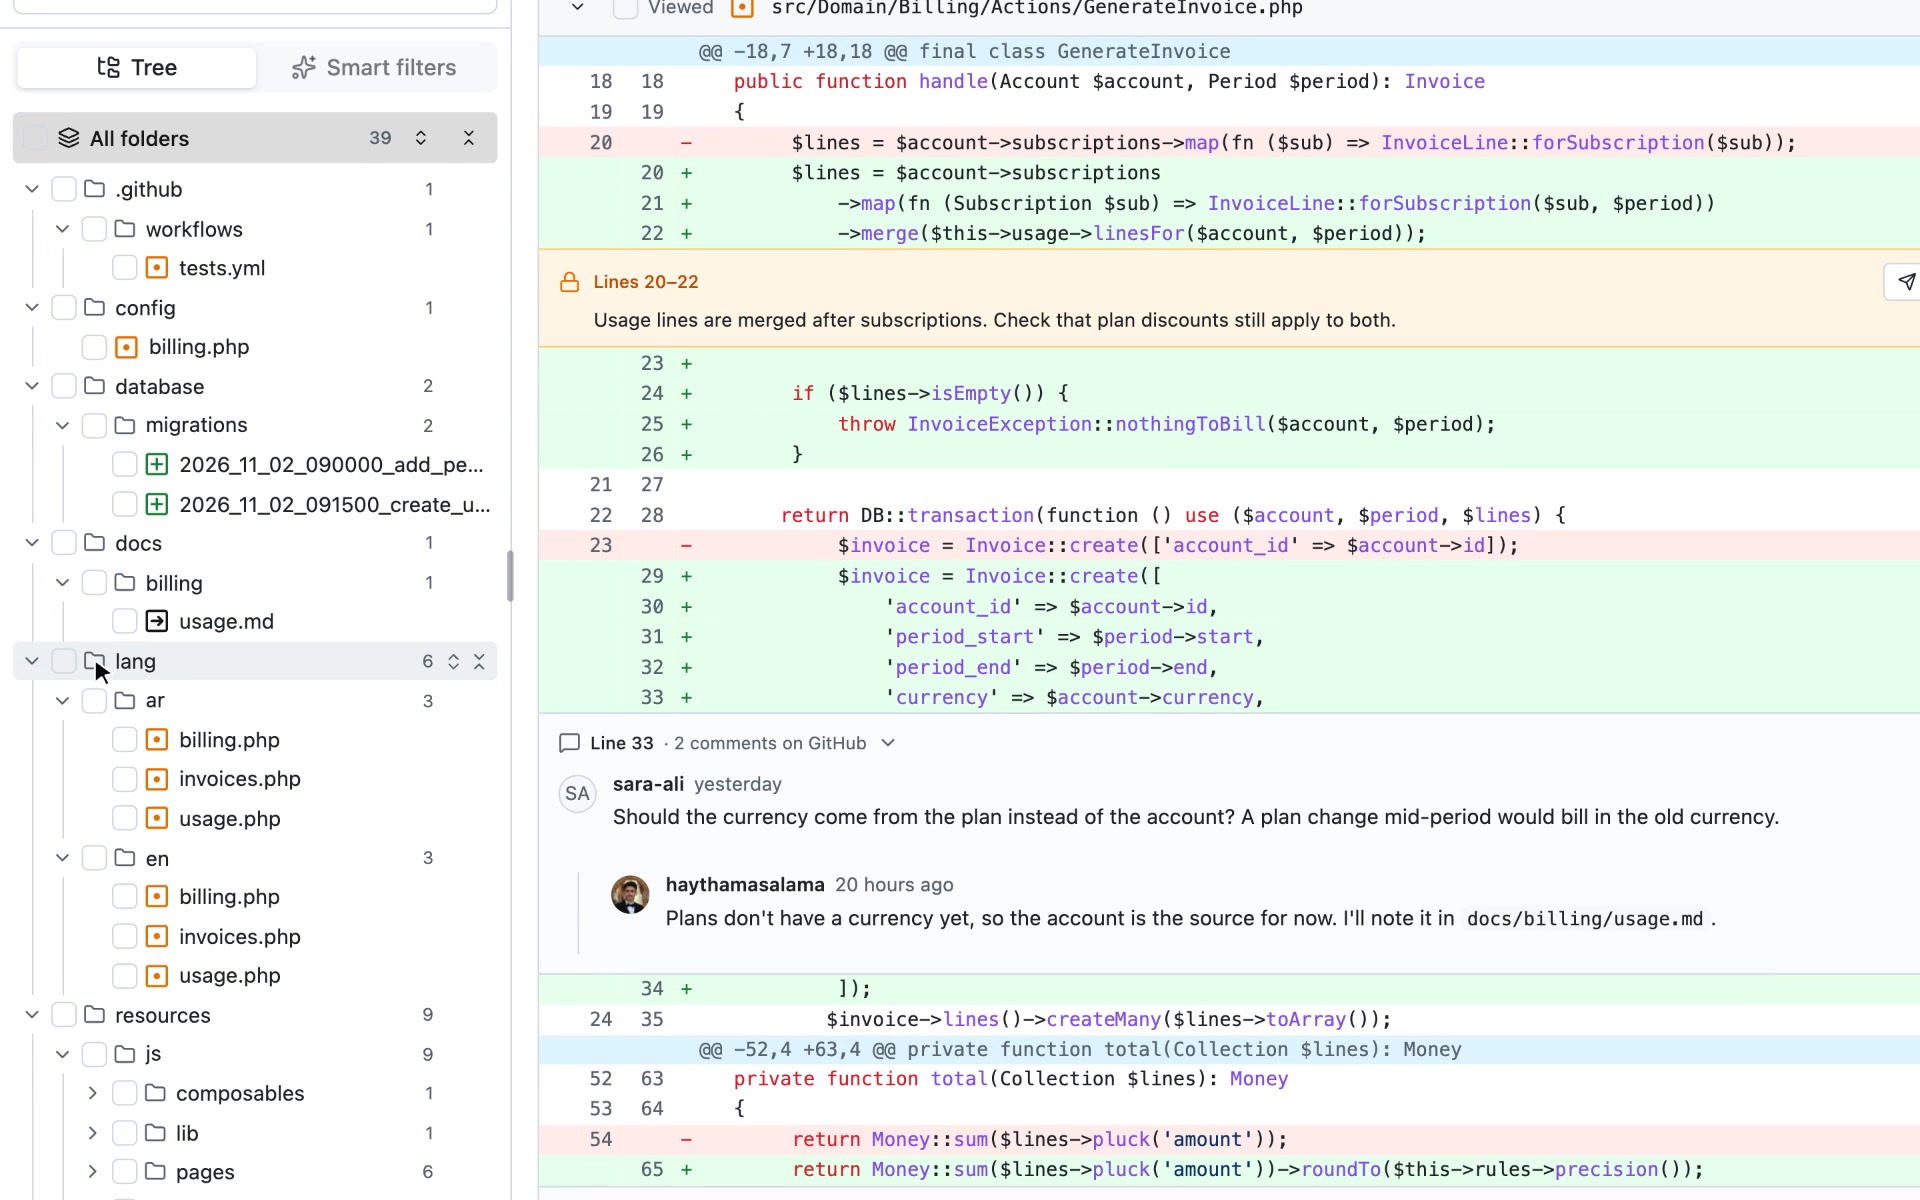 Tree
Smart filters
All folders 39
.github 1
workflows 1
tests.yml
config 1
billing.php
database 2
migrations 2
2026_11_02_090000_add_pe...
2026_11_02_091500_create_u...
docs 1
billing 1
usage.md
lang 6
ar 3
billing.php
invoices.php
usage.php
en 3
billing.php
invoices.php
usage.php
resources 9
js 9
composables 1
lib 1
pages 6
Viewed src/Domain/Billing/Actions/GenerateInvoice.php
@@ -18,7 +18,18 @@ final class GenerateInvoice
18 18 public function handle(Account $account, Period $period): Invoice
19 19 {
20 - $lines = $account->subscriptions->map(fn ($sub) => InvoiceLine::forSubscription($sub));
20 + $lines = $account->subscriptions
21 + ->map(fn (Subscription $sub) => InvoiceLine::forSubscription($sub, $period))
22 + ->merge($this->usage->linesFor($account, $period));
Lines 20–22
Usage lines are merged after subscriptions. Check that plan discounts still apply to both.
23 +
24 + if ($lines->isEmpty()) {
25 + throw InvoiceException::nothingToBill($account, $period);
26 + }
21 27
22 28 return DB::transaction(function () use ($account, $period, $lines) {
23 - $invoice = Invoice::create(['account_id' => $account->id]);
29 + $invoice = Invoice::create([
30 + 'account_id' => $account->id,
31 + 'period_start' => $period->start,
32 + 'period_end' => $period->end,
33 + 'currency' => $account->currency,
Line 33 · 2 comments on GitHub
SA sara-ali yesterday
Should the currency come from the plan instead of the account? A plan change mid-period would bill in the old currency.
haythamasalama 20 hours ago
Plans don't have a currency yet, so the account is the source for now. I'll note it in docs/billing/usage.md .
34 + ]);
24 35 $invoice->lines()->createMany($lines->toArray());
@@ -52,4 +63,4 @@ private function total(Collection $lines): Money
52 63 private function total(Collection $lines): Money
53 64 {
54 - return Money::sum($lines->pluck('amount'));
65 + return Money::sum($lines->pluck('amount'))->roundTo($this->rules->precision());